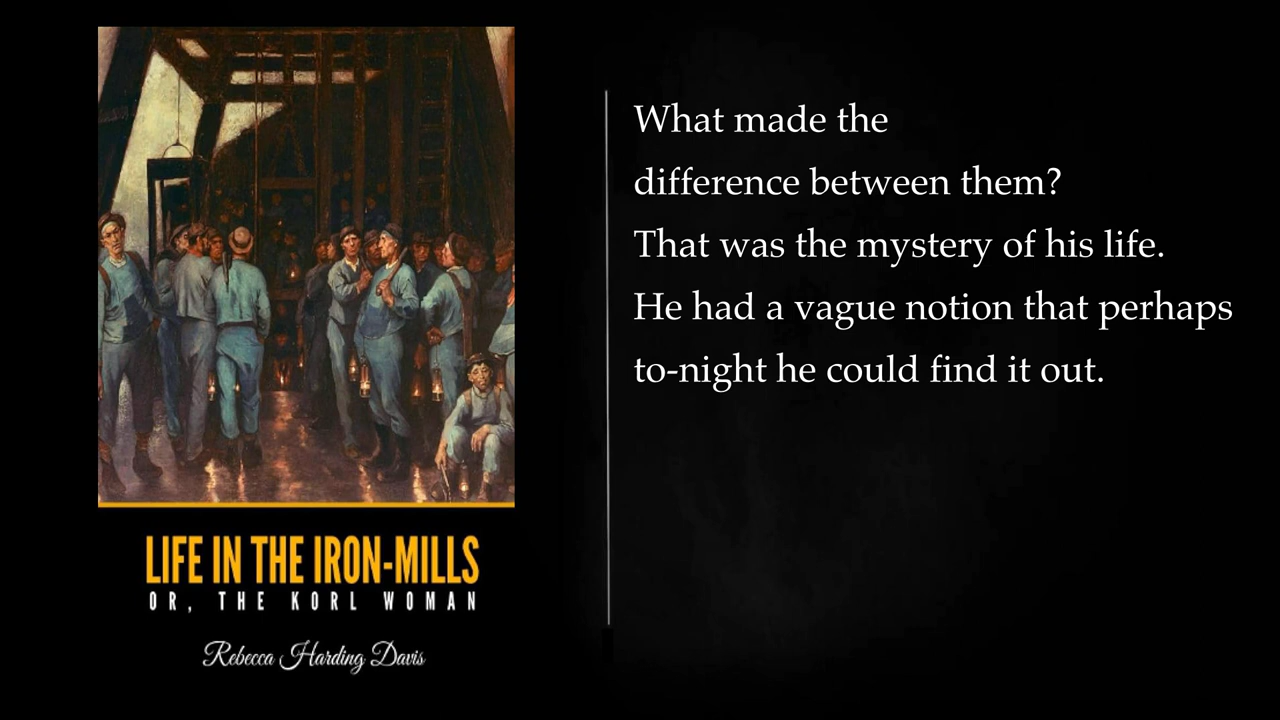 LIFE IN THE IRON-MILLS
OR, THE KORL WOMAN
Rebecca Harding Davis
What made the
difference between them?
That was the mystery of his life.
He had a vague notion that perhaps
to-night he could find it out.